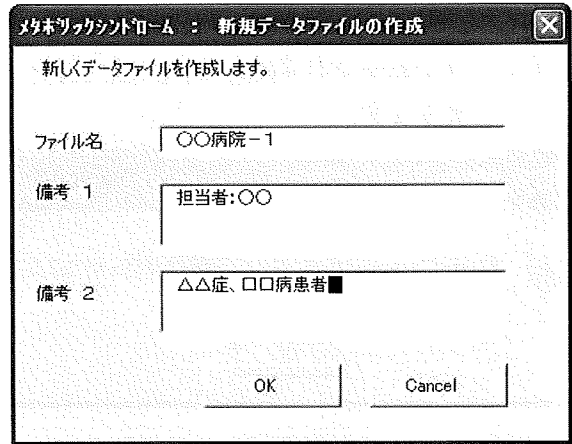 ﾒﾀﾎﾞﾘｯｸｼﾝﾄﾞﾛｰﾑ ： 新規データファイルの作成
新しくデータファイルを作成します。
ファイル名 ○○病院－1
備考 1 担当者:○○
備考 2 △△症、□□病患者
OK Cancel